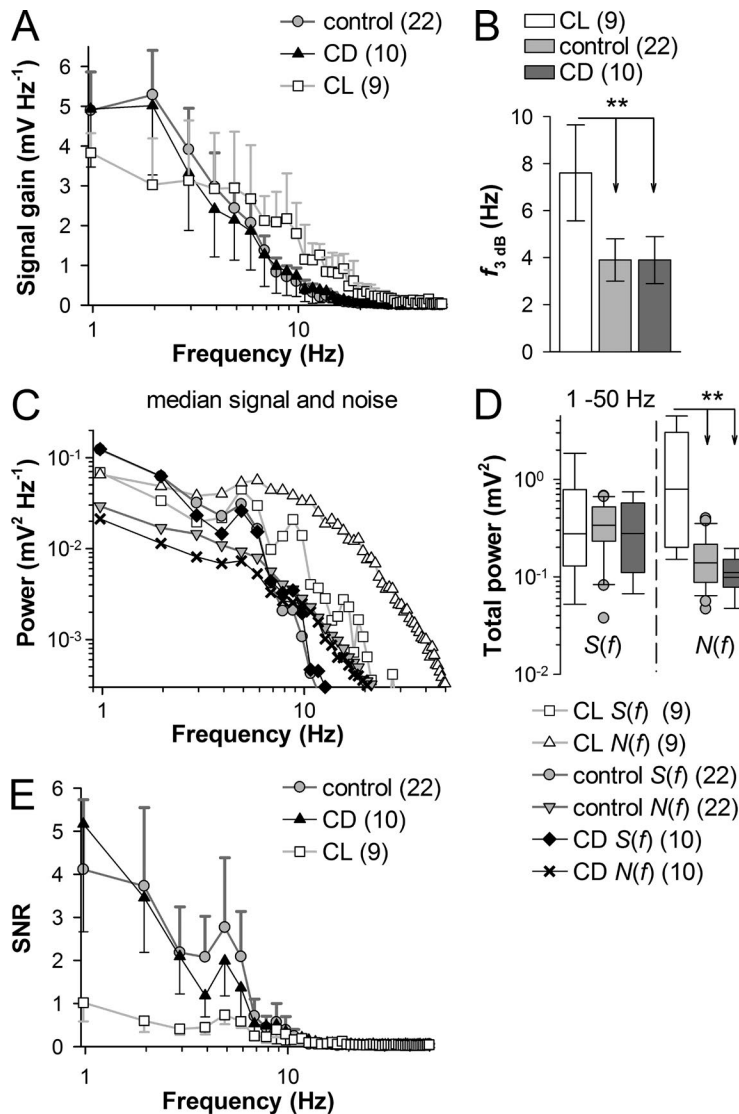 A
control (22)
CD (10)
CL (9)
Signal gain (mV Hz⁻¹)
6
5
4
3
2
1
0
1
10
Frequency (Hz)
B
CL (9)
control (22)
CD (10)
**
f3 dB (Hz)
10
8
6
4
2
0
C
median signal and noise
Power (mV² Hz⁻¹)
10⁻¹
10⁻²
10⁻³
1
10
Frequency (Hz)
D
1 -50 Hz
**
Total power (mV²)
10⁰
10⁻¹
10⁻²
S(f)
N(f)
CL S(f) (9)
CL N(f) (9)
control S(f) (22)
control N(f) (22)
CD S(f) (10)
CD N(f) (10)
E
control (22)
CD (10)
CL (9)
SNR
6
5
4
3
2
1
0
1
10
Frequency (Hz)